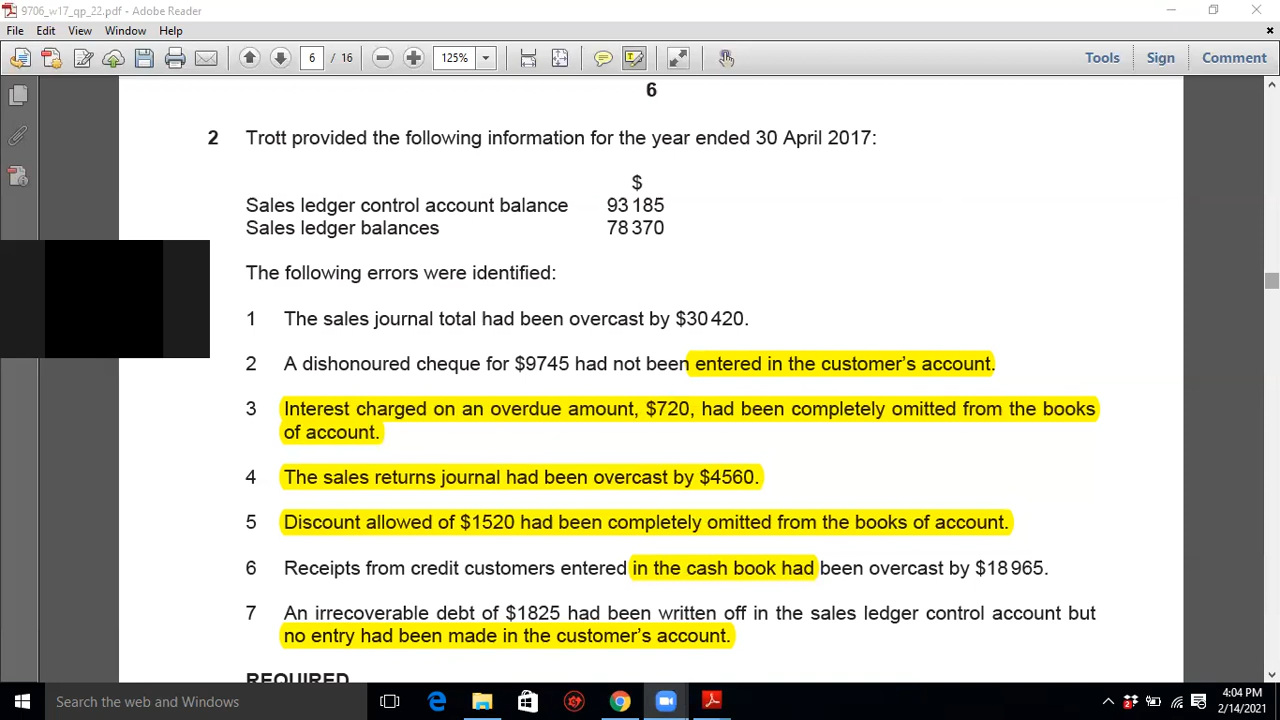 9706_w17_qp_22.pdf - Adobe Reader
File Edit View Window Help
6 / 16 125% Tools Sign Comment
6
2 Trott provided the following information for the year ended 30 April 2017:
$
Sales ledger control account balance 93 185
Sales ledger balances 78 370
The following errors were identified:
1 The sales journal total had been overcast by $30 420.
2 A dishonoured cheque for $9745 had not been entered in the customer's account.
3 Interest charged on an overdue amount, $720, had been completely omitted from the books
of account.
4 The sales returns journal had been overcast by $4560.
5 Discount allowed of $1520 had been completely omitted from the books of account.
6 Receipts from credit customers entered in the cash book had been overcast by $18 965.
7 An irrecoverable debt of $1825 had been written off in the sales ledger control account but
no entry had been made in the customer's account.
REQUIRED
Search the web and Windows
4:04 PM
2/14/2021